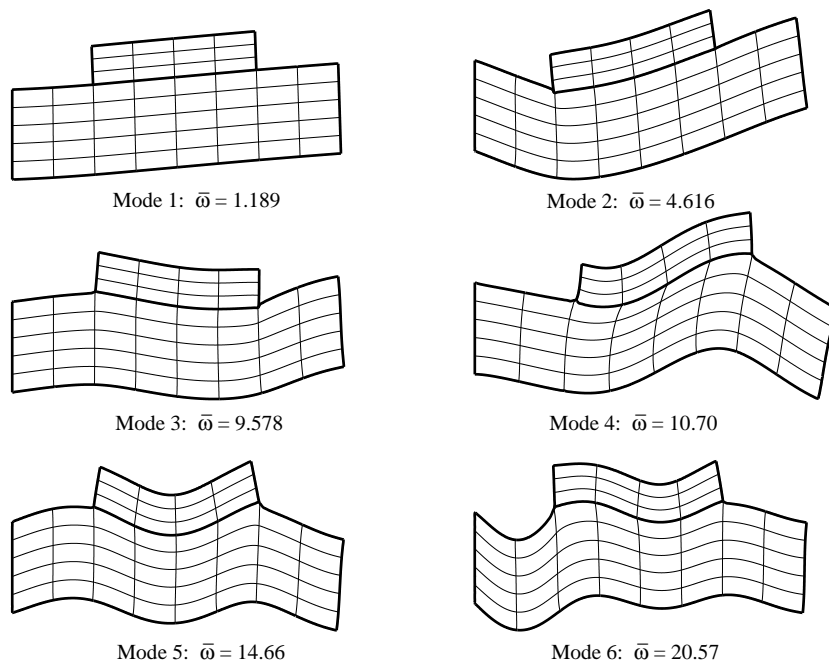 Mode 1: ω̄ = 1.189
Mode 2: ω̄ = 4.616
Mode 3: ω̄ = 9.578
Mode 4: ω̄ = 10.70
Mode 5: ω̄ = 14.66
Mode 6: ω̄ = 20.57